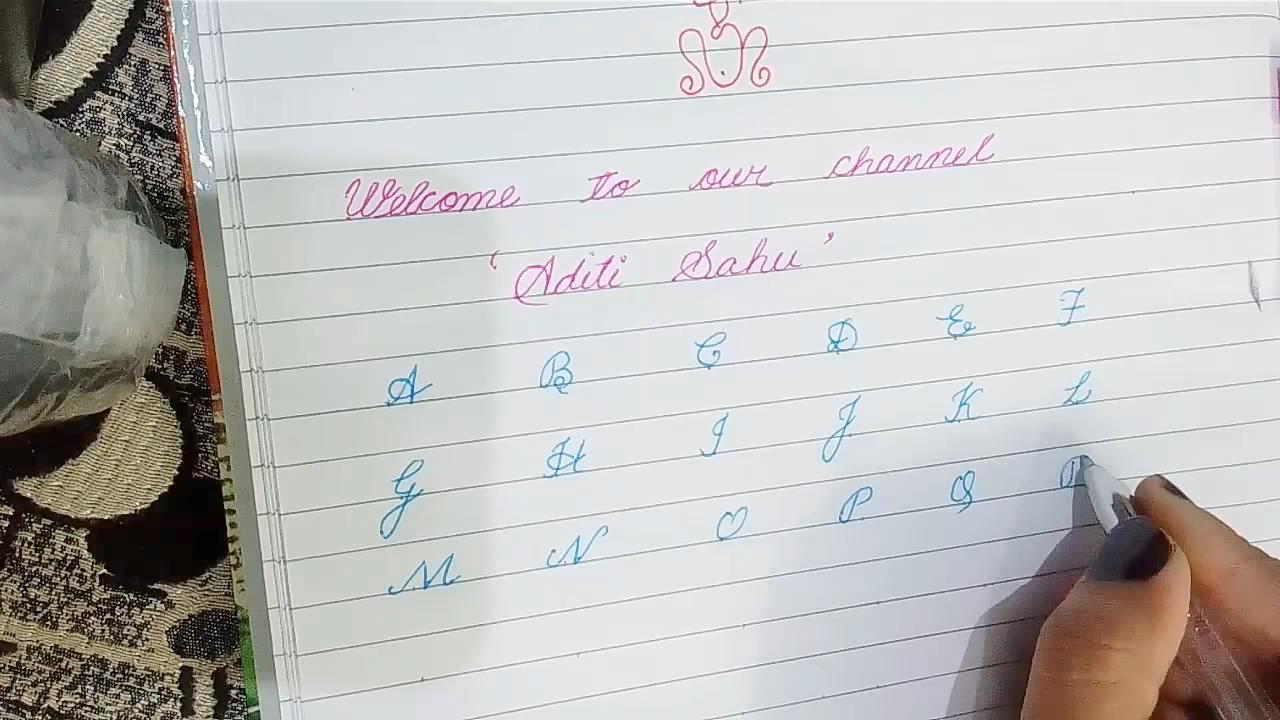 Welcome to our channel
‘Aditi Sahu’
A B C D E F
G H I J K L
M N O P Q